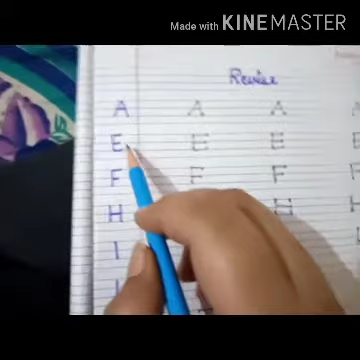 Made with KINEMASTER
Revise
A A A
E E E
F F F F
H H H
I